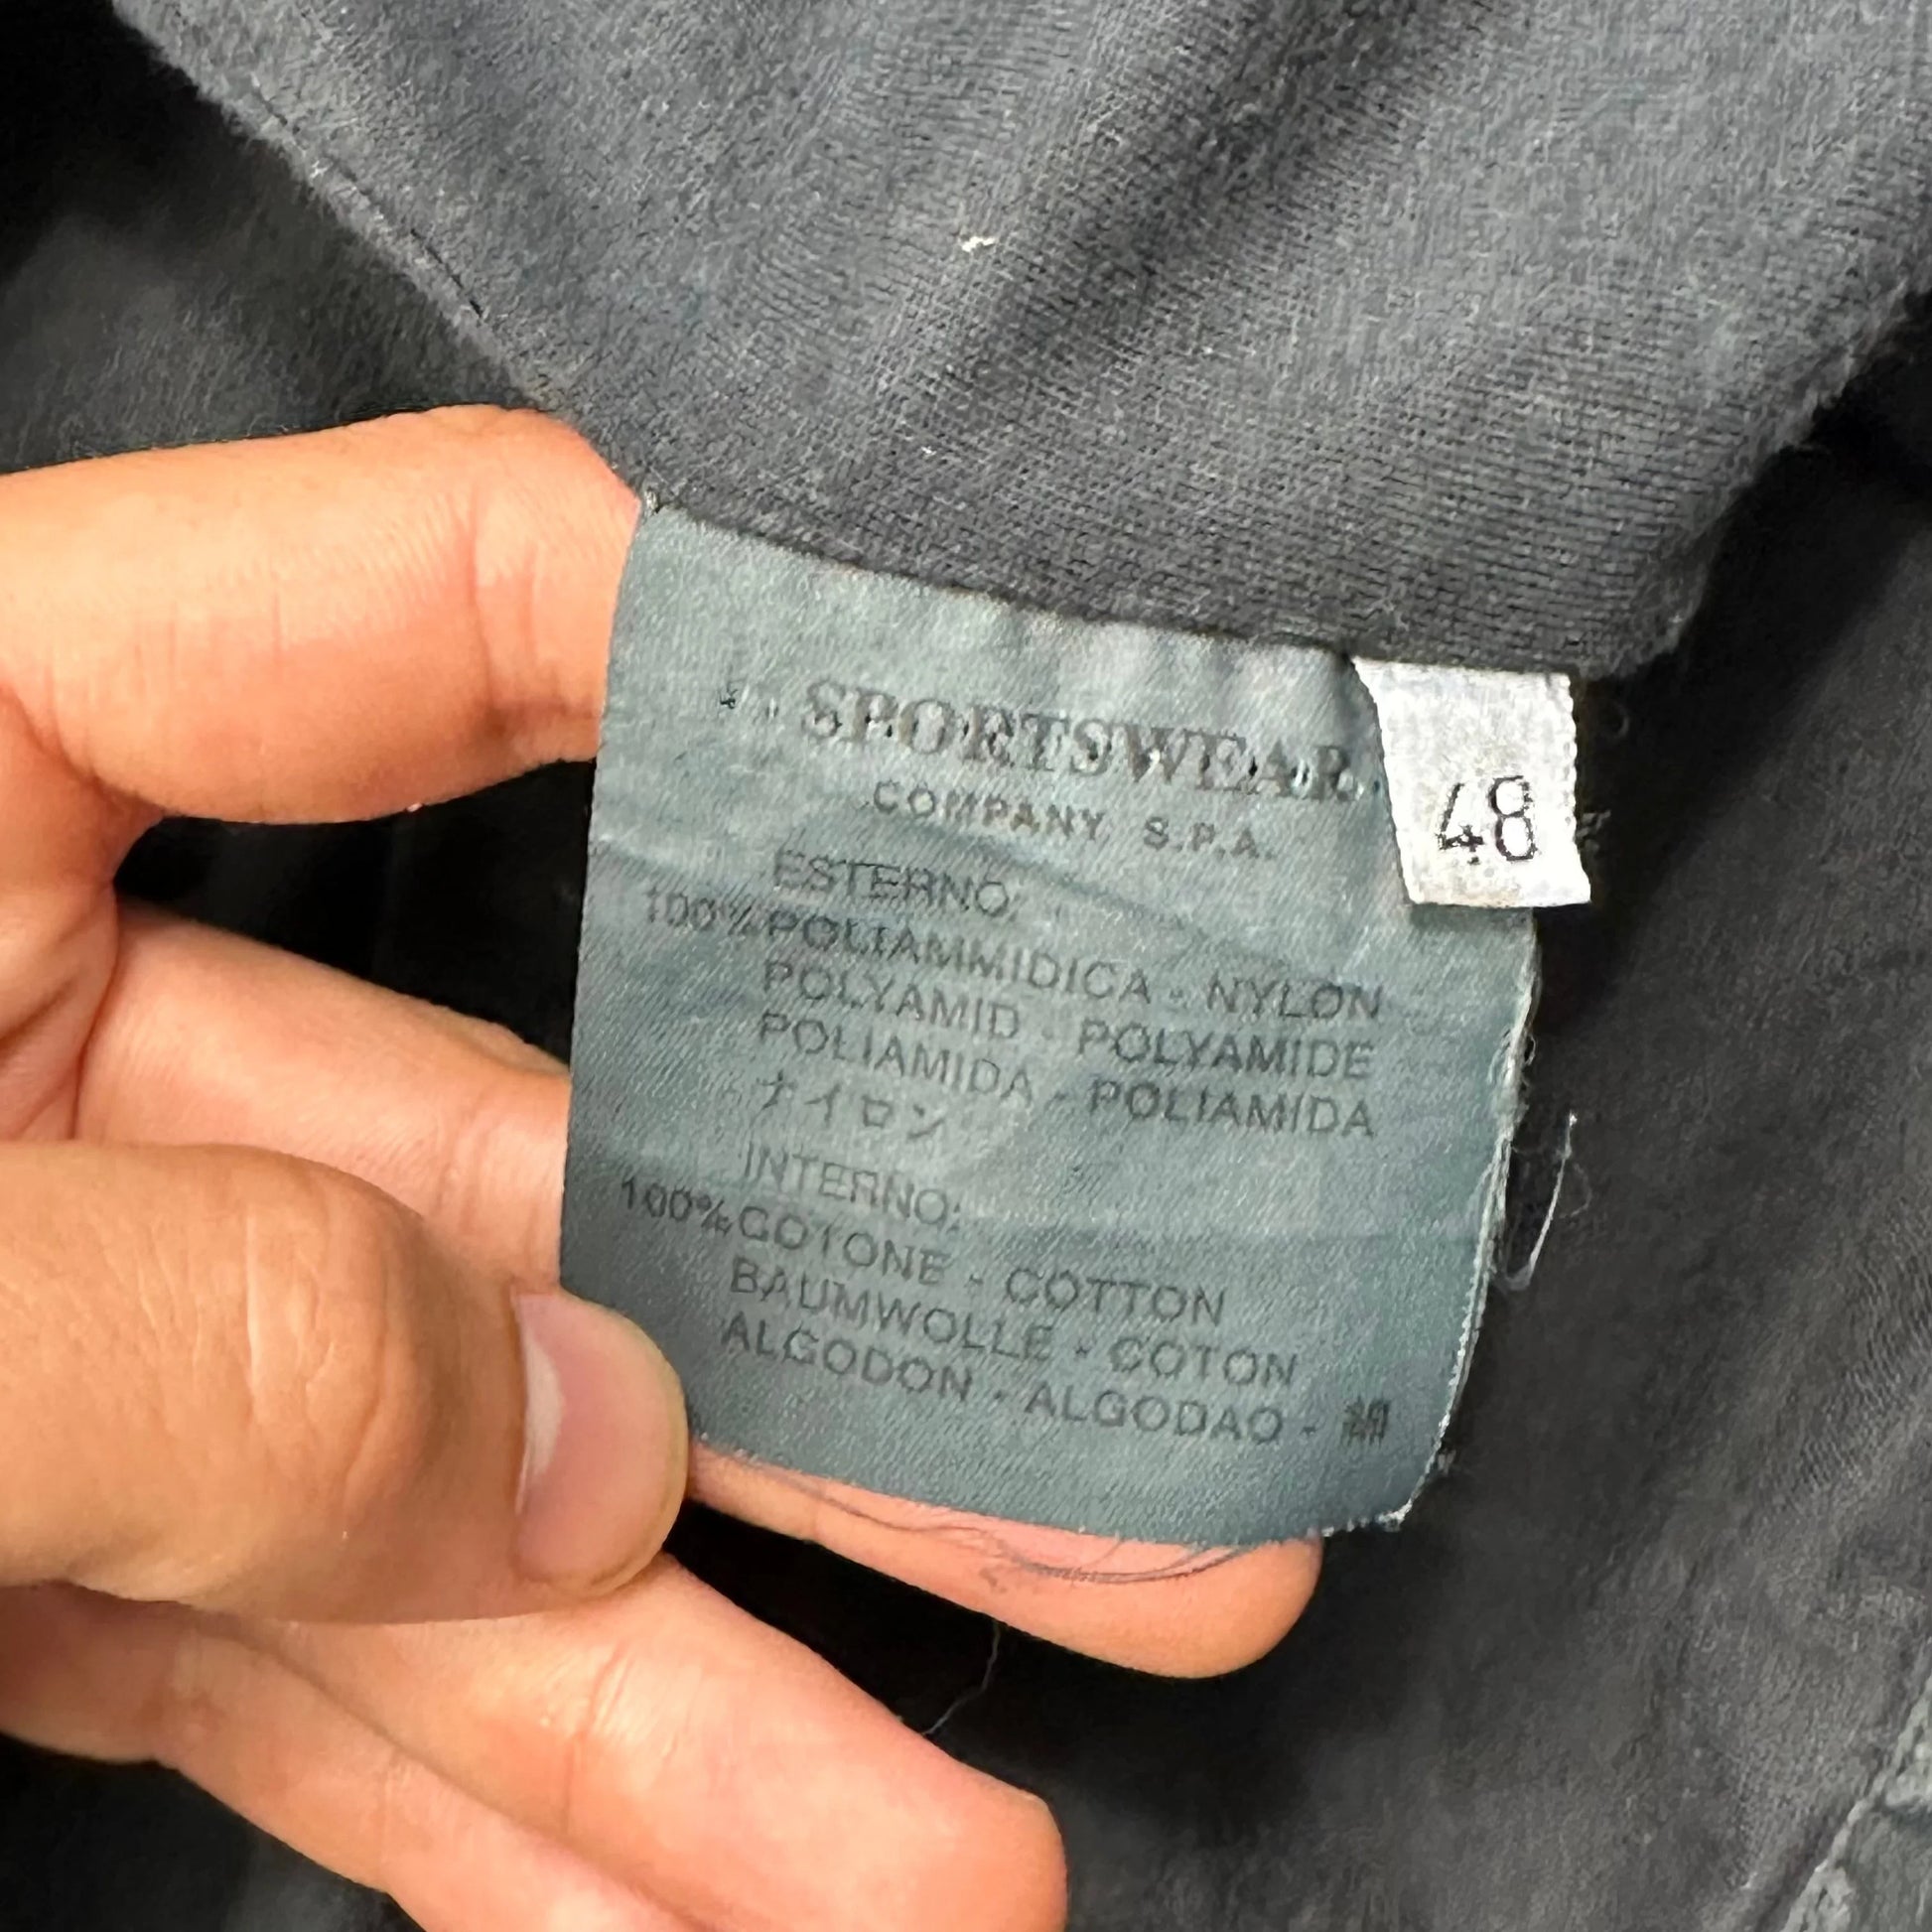 SPORTSWEAR
COMPANY S.P.A.
48
ESTERNO:
100% POLIAMMIDICA - NYLON
POLYAMID - POLYAMIDE
POLIAMIDA - POLIAMIDA
ナイロン
INTERNO:
100% COTONE - COTTON
BAUMWOLLE - COTON
ALGODON - ALGODAO - 綿